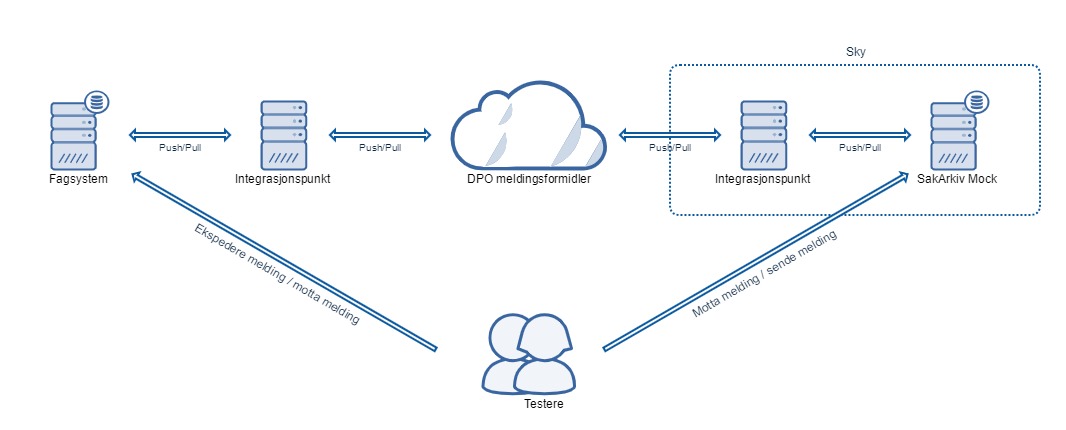 Sky
Push/Pull
Push/Pull
Push/Pull
Push/Pull
Fagsystem
Integrasjonspunkt
DPO meldingsformidler
Integrasjonspunkt
SakArkiv Mock
Ekspedere melding / motta melding
Motta melding / sende melding
Testere